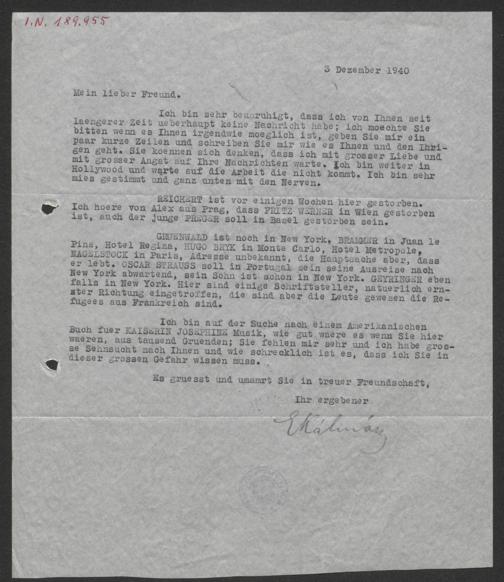 I.N. 189.955
3 Dezember 1940
Mein lieber Freund.
Ich bin sehr beunruhigt, dass ich von Ihnen seit
laengerer Zeit ueberhaupt keine Nachricht habe; ich moechte Sie
bitten wenn es Ihnen irgendwie moeglich ist, geben Sie mir ein
paar kurze Zeilen und schreiben Sie mir wie es Ihnen und den Ihri-
gen geht. Sie koennen sich denken, dass ich mit grosser Liebe und
mit grosser Angst auf Ihre Nachrichten warte. Ich bin weiter in
Hollywood und warte auf die Arbeit die nicht kommt. Ich bin sehr
mies gestimmt und ganz unten mit den Nerven.
REICHERT ist vor einigen Wochen hier gestorben.
Ich hoere von Alex aus Prag, dass FRITZ WERNER in Wien gestorben
ist, auch der junge PREGER soll in Basel gestorben sein.
GRUENWALD ist noch in New York, BRAMMER in Juan le
Pins, Hotel Regina, HUGO BRYK in Monte Carlo, Hotel Metropole,
NAGELSTOCK in Paris, Adresse unbekannt, die Hauptsache aber, dass
er lebt. OSCAR STRAUSS soll in Portugal sein seine Ausreise nach
New York abwartend, sein Sohn ist schon in New York. GEYRINGER eben
falls in New York. Hier sind einige Schriftsteller, natuerlich ern-
ster Richtung eingetroffen, die sind aber die Leute gewesen die Re-
fugees aus Frankreich sind.
Ich bin auf der Suche nach einem Amerikanischen
Buch fuer KAISERIN JOSEPHINE Musik, wie gut waere es wenn Sie hier
waeren, aus tausend Gruenden; Sie fehlen mir sehr und ich habe gros-
se Sehnsucht nach Ihnen und wie schrecklich ist es, dass ich Sie in
dieser grossen Gefahr wissen muss.
Es gruesst und umarmt Sie in treuer Freundschaft,
Ihr ergebener
EKálmán